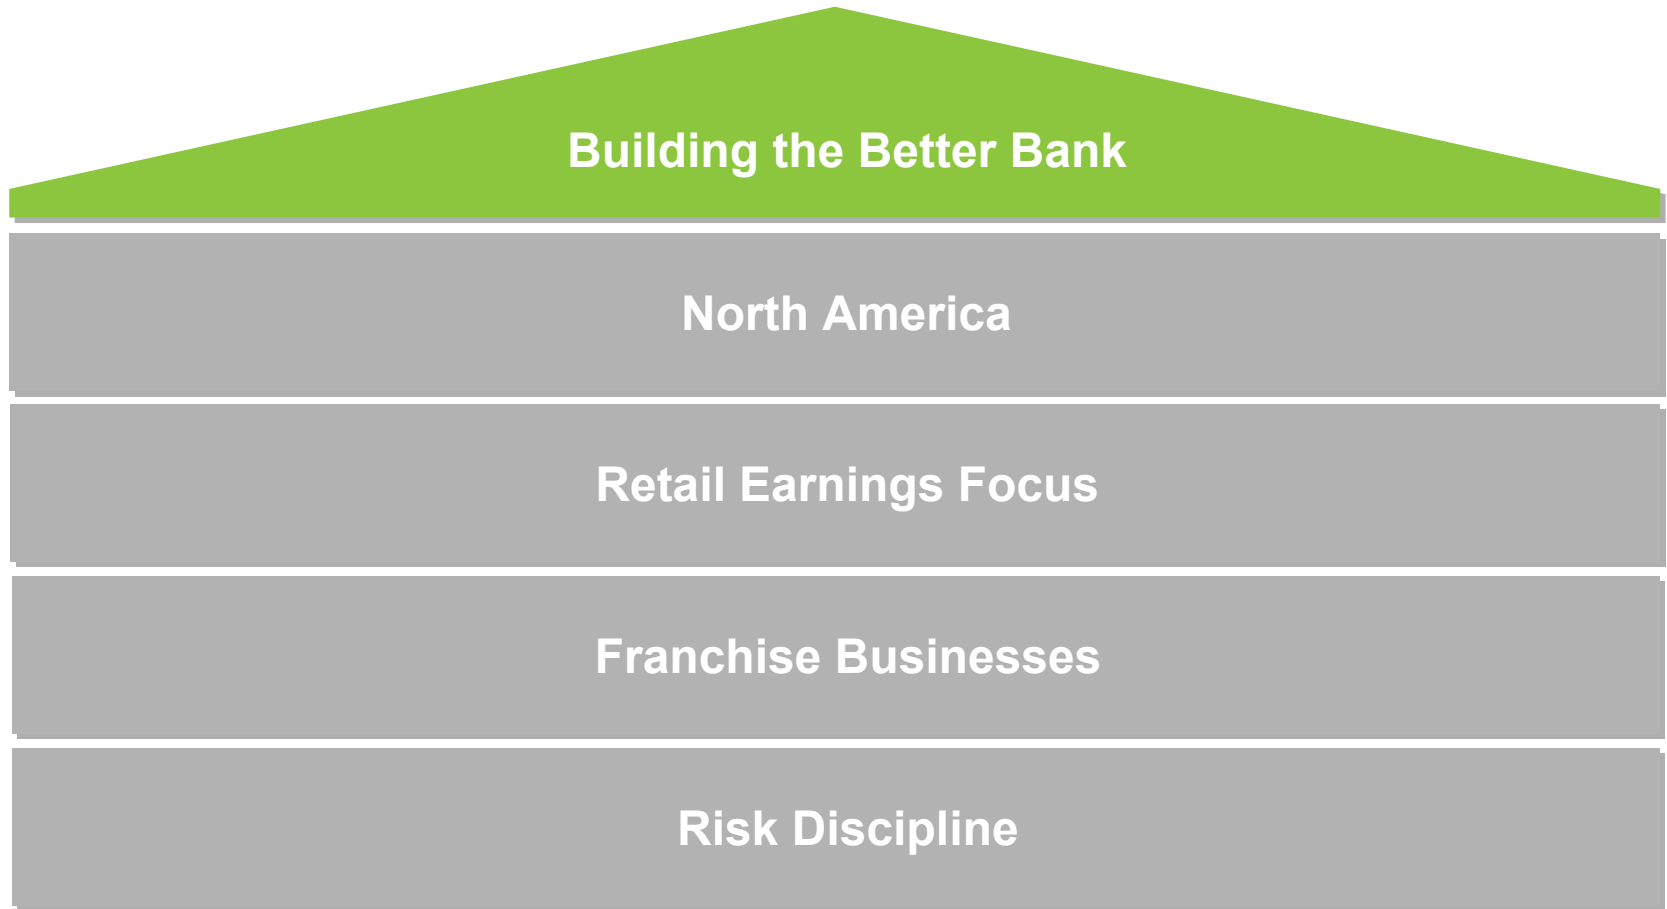 Building the Better Bank
North America
Retail Earnings Focus
Franchise Businesses
Risk Discipline